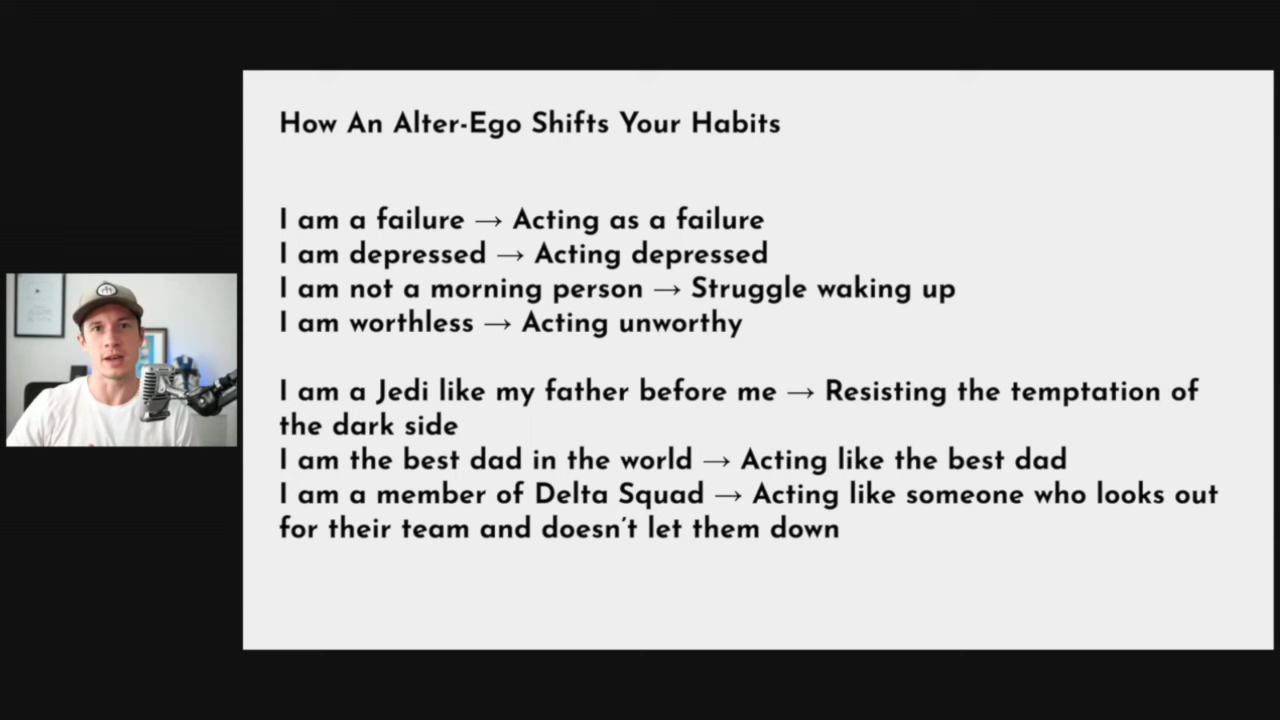 How An Alter-Ego Shifts Your Habits
I am a failure → Acting as a failure
I am depressed → Acting depressed
I am not a morning person → Struggle waking up
I am worthless → Acting unworthy
I am a Jedi like my father before me → Resisting the temptation of
the dark side
I am the best dad in the world → Acting like the best dad
I am a member of Delta Squad → Acting like someone who looks out
for their team and doesn't let them down